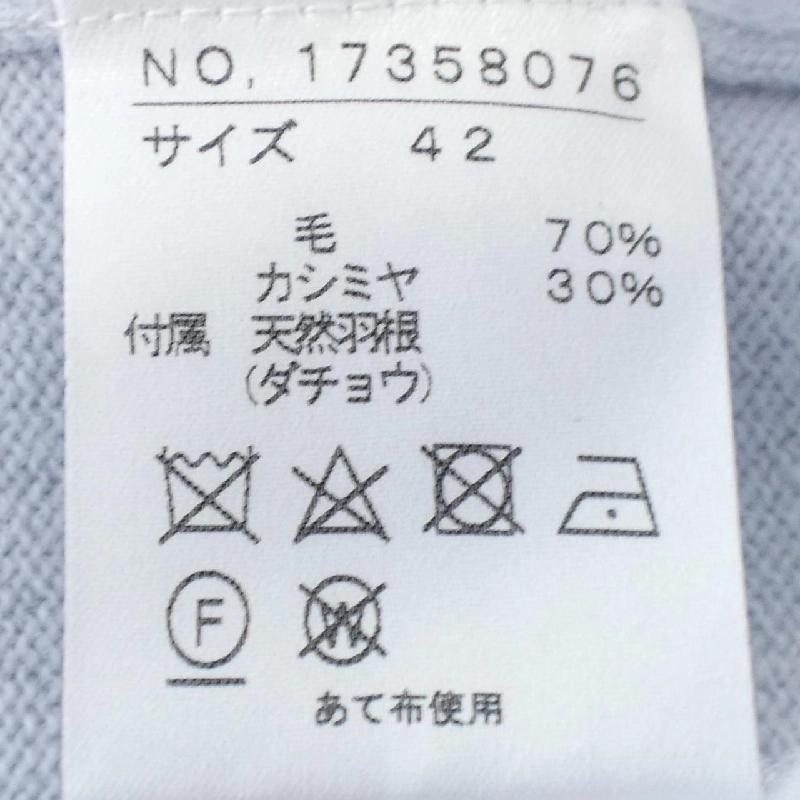 NO, 17358076
サイズ 42
毛 70%
カシミヤ 30%
付属 天然羽根
(ダチョウ)
F W
あて布使用